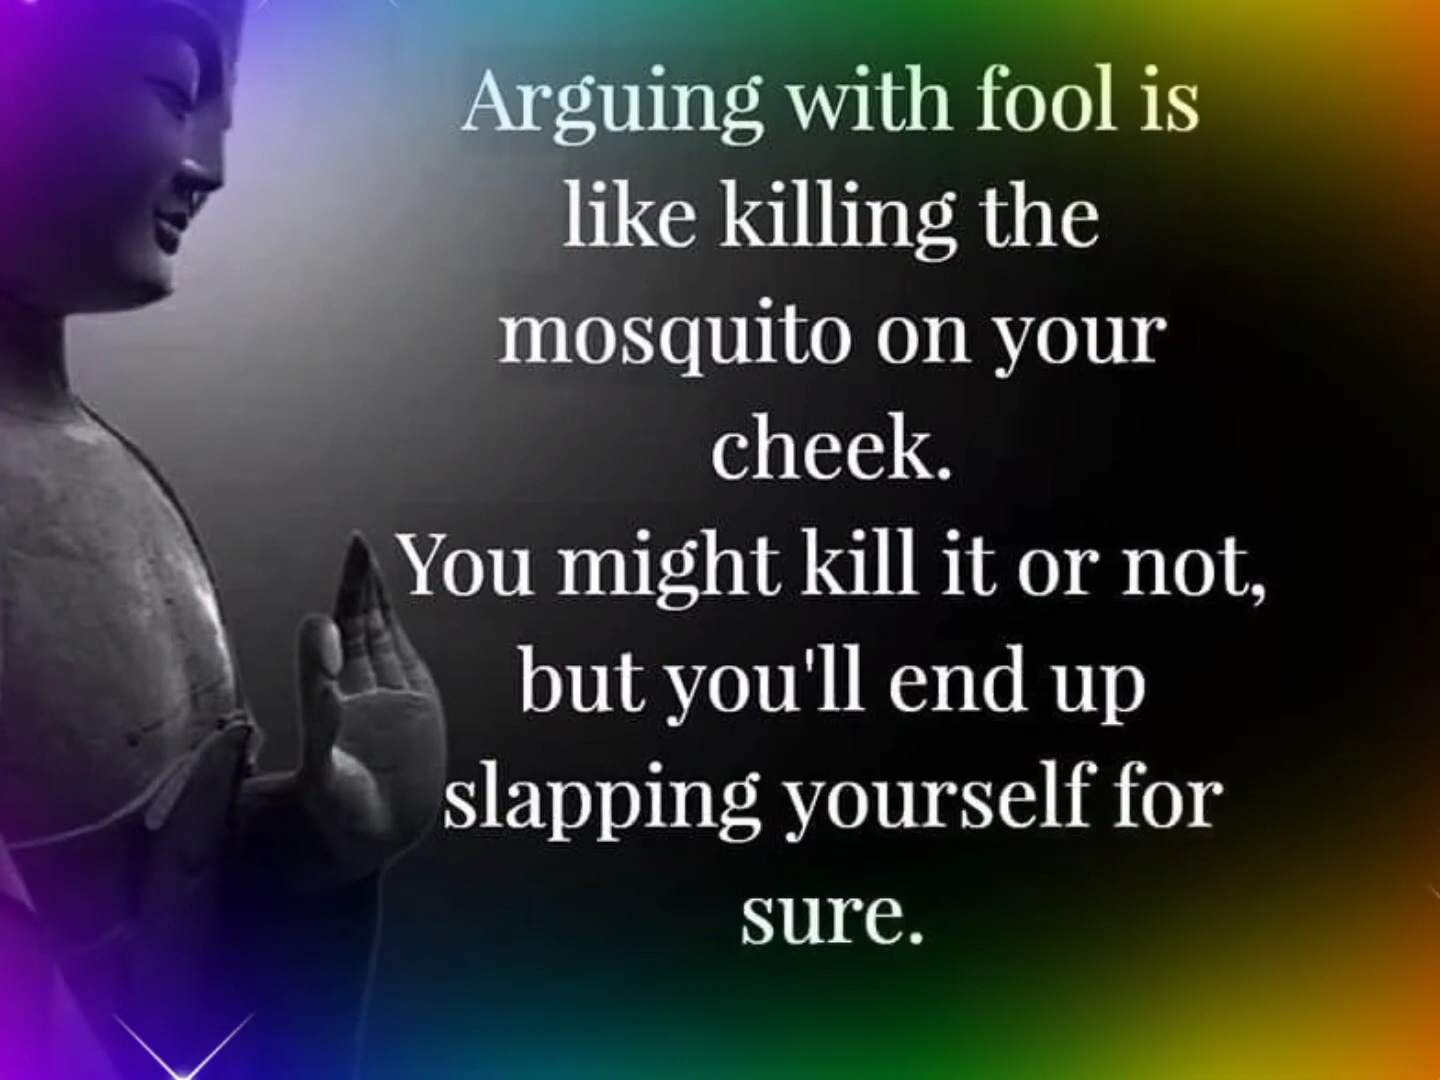 Arguing with fool is
like killing the
mosquito on your
cheek.
You might kill it or not,
but you'll end up
slapping yourself for
sure.